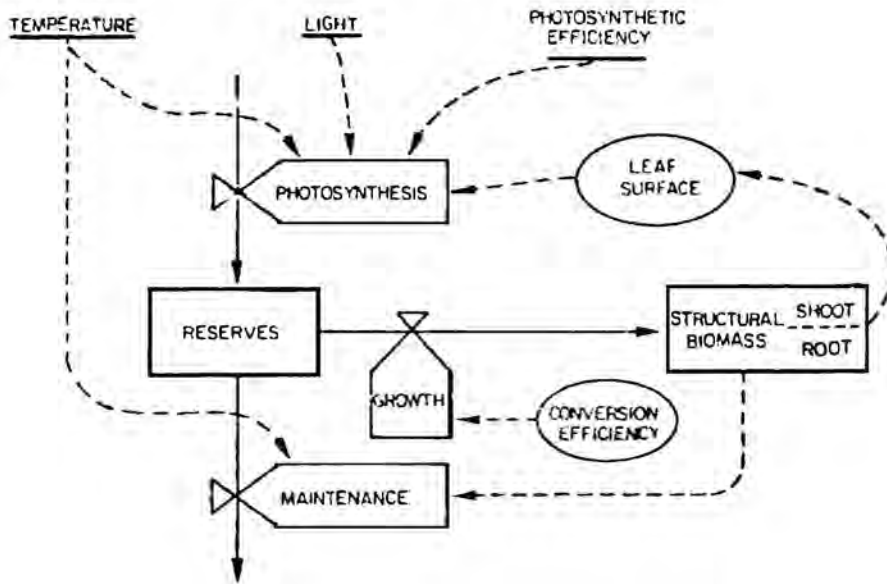 TEMPERATURE
LIGHT
PHOTOSYNTHETIC
EFFICIENCY
PHOTOSYNTHESIS
LEAF
SURFACE
RESERVES
STRUCTURAL
BIOMASS
SHOOT
ROOT
GROWTH
CONVERSION
EFFICIENCY
MAINTENANCE